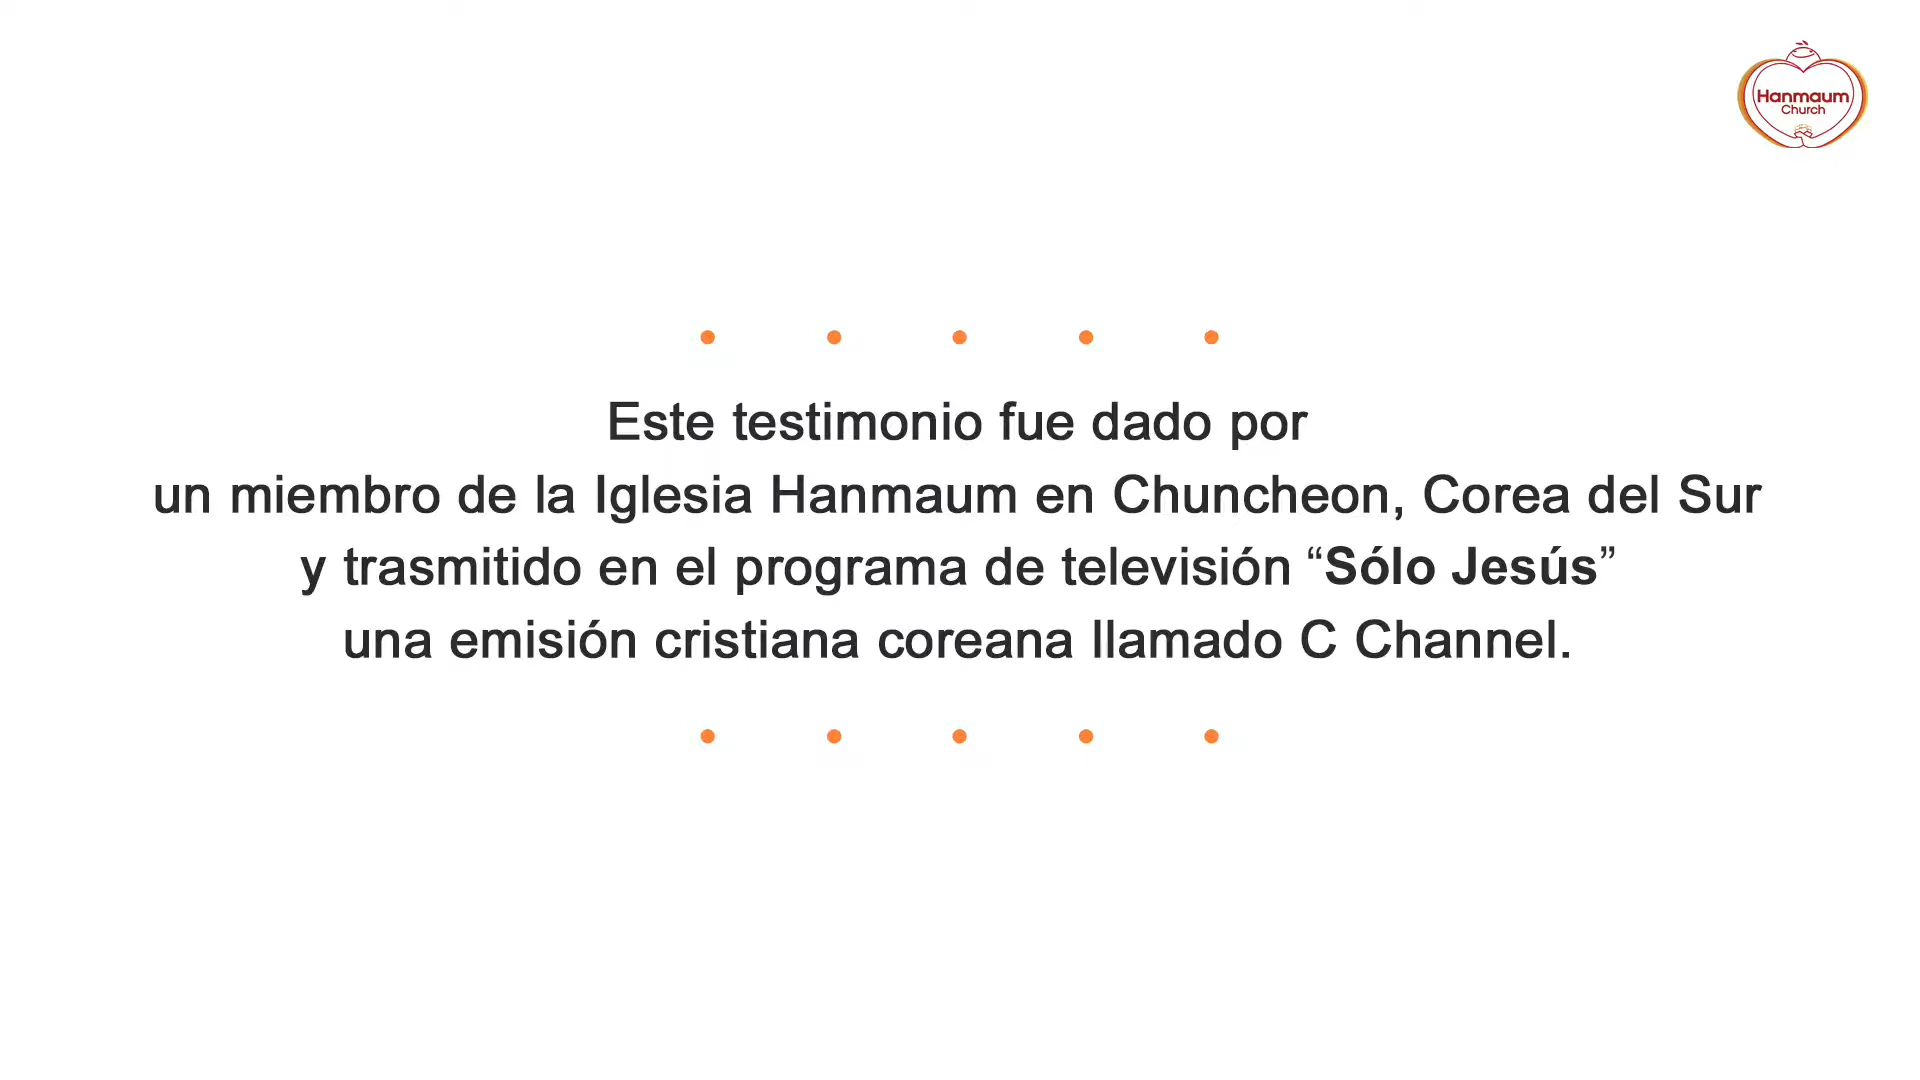 Hanmaum
Church
Este testimonio fue dado por
un miembro de la Iglesia Hanmaum en Chuncheon, Corea del Sur
y trasmitido en el programa de televisión “Sólo Jesús”
una emisión cristiana coreana llamado C Channel.